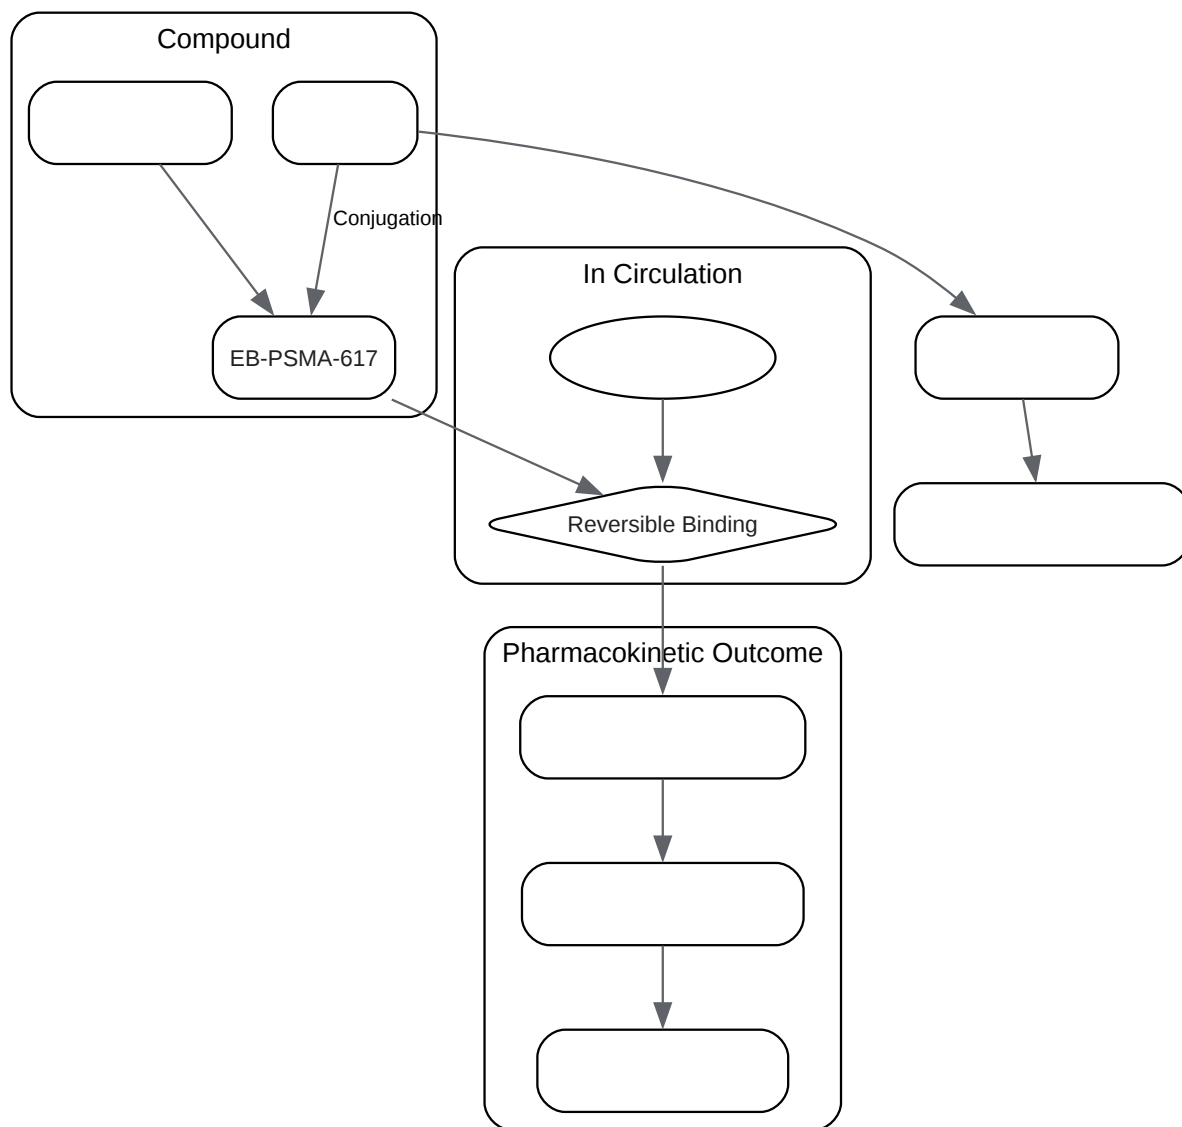 Compound
Conjugation
EB-PSMA-617
In Circulation
Reversible Binding
Pharmacokinetic Outcome